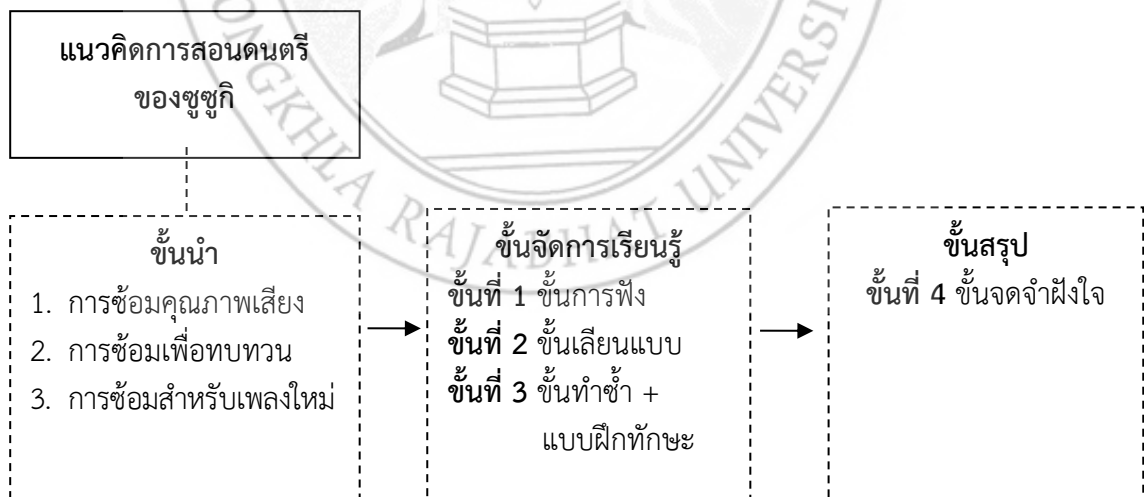 แนวคิดการสอนดนตรี
ของซูซูกิ
ขั้นนำ
1. การซ้อมคุณภาพเสียง
2. การซ้อมเพื่อทบทวน
3. การซ้อมสำหรับเพลงใหม่
ขั้นจัดการเรียนรู้
ขั้นที่ 1 ขั้นการฟัง
ขั้นที่ 2 ขั้นเลียนแบบ
ขั้นที่ 3 ขั้นทำซ้ำ +
แบบฝึกทักษะ
ขั้นสรุป
ขั้นที่ 4 ขั้นจดจำฝังใจ
ONGKHLA RAJABHAT UNIVERSI